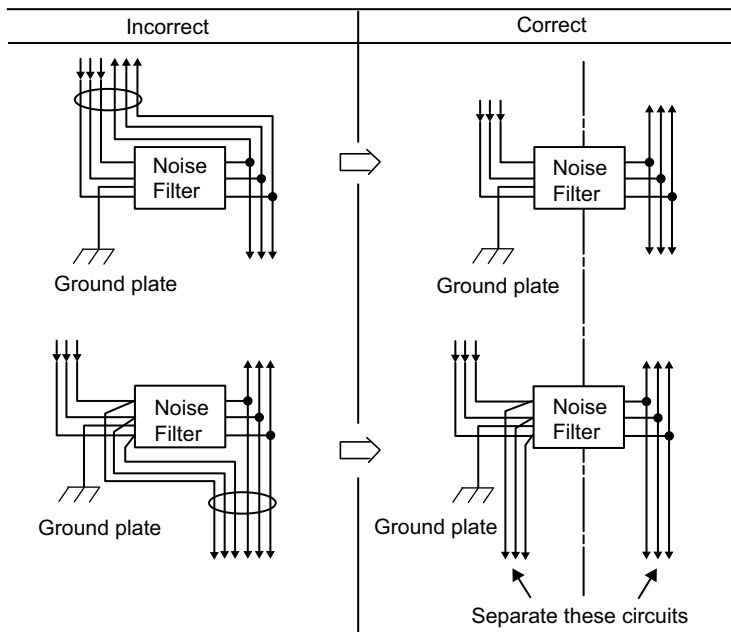 Incorrect
Correct
Noise
Filter
Ground plate
Noise
Filter
Ground plate
Noise
Filter
Ground plate
Noise
Filter
Ground plate
Separate these circuits